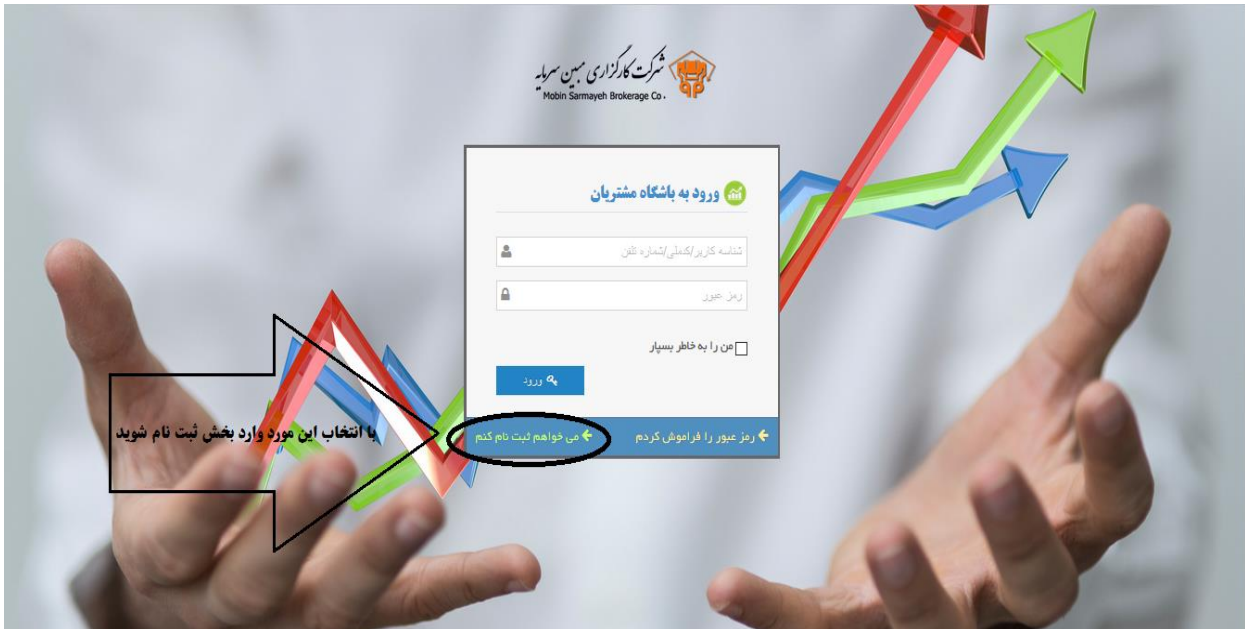 شرکت کارگزاری مبین سرمایه
Mobin Sarmayeh Brokerage Co.
ورود به باشگاه مشتریان
شناسه کاربر/کدملی/شماره تلفن
رمز عبور
من را به خاطر بسپار
ورود
رمز عبور را فراموش کردم
می خواهم ثبت نام کنم
با انتخاب این مورد وارد بخش ثبت نام شوید